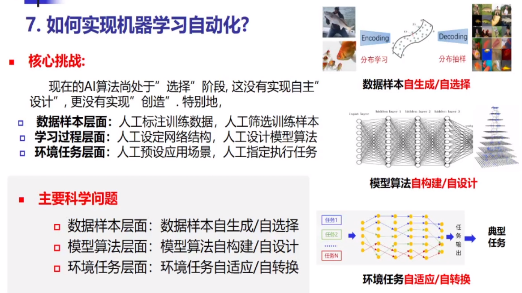 7. 如何实现机器学习自动化?
核心挑战:
现在的AI算法尚处于”选择”阶段, 这没有实现自主”
设计”, 更没有实现”创造”. 特别地,
数据样本层面：人工标注训练数据，人工筛选训练样本
学习过程层面：人工设定网络结构，人工设计模型算法
环境任务层面：人工预设应用场景，人工指定执行任务
主要科学问题
数据样本层面：数据样本自生成/自选择
模型算法层面：模型算法自构建/自设计
环境任务层面：环境任务自适应/自转换
Encoding
Decoding
分布学习
分布抽样
数据样本自生成/自选择
模型算法自构建/自设计
任务1
任务2
......
任务N
任务输出
典型
任务
环境任务自适应/自转换